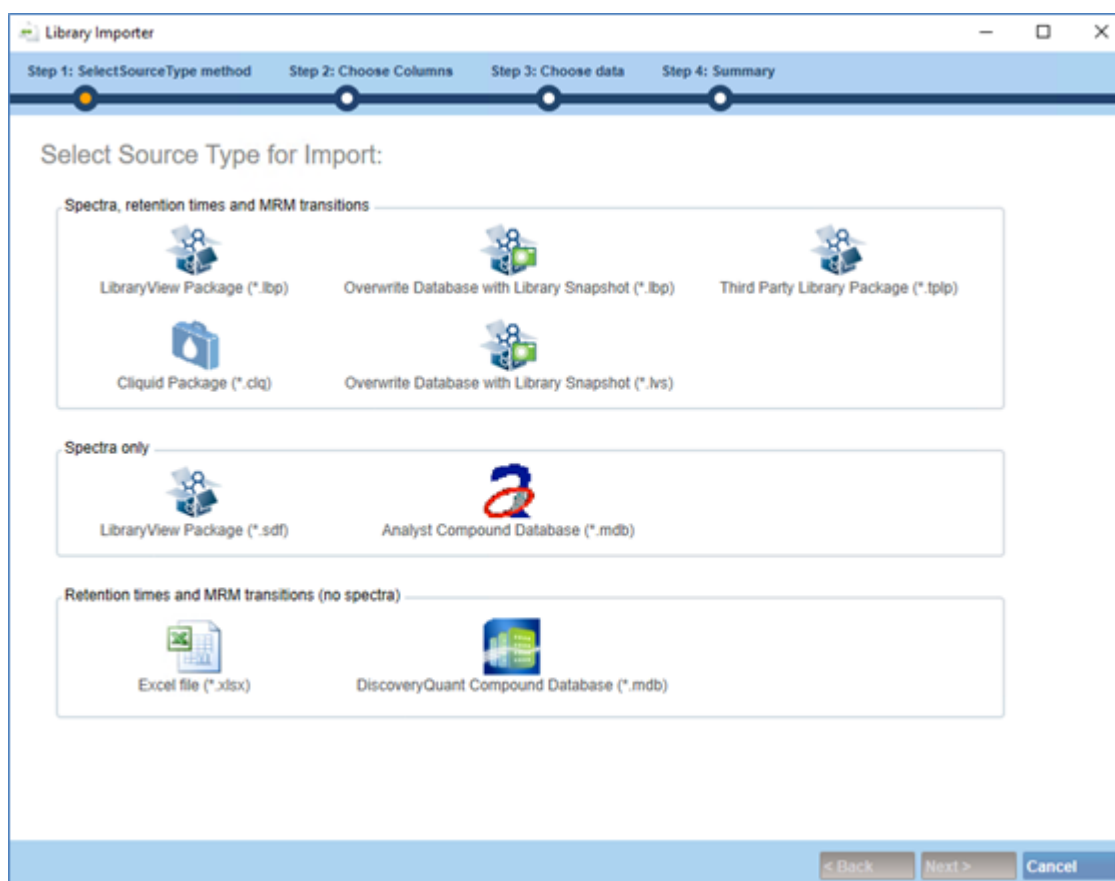 Library Importer
Step 1: SelectSourceType method Step 2: Choose Columns Step 3: Choose data Step 4: Summary
Select Source Type for Import:
Spectra, retention times and MRM transitions
LibraryView Package (*.lbp) Overwrite Database with Library Snapshot (*.lbp) Third Party Library Package (*.tplp)
Cliquid Package (*.clq) Overwrite Database with Library Snapshot (*.lvs)
Spectra only
LibraryView Package (*.sdf) Analyst Compound Database (*.mdb)
Retention times and MRM transitions (no spectra)
Excel file (*.xlsx) DiscoveryQuant Compound Database (*.mdb)
< Back Next > Cancel